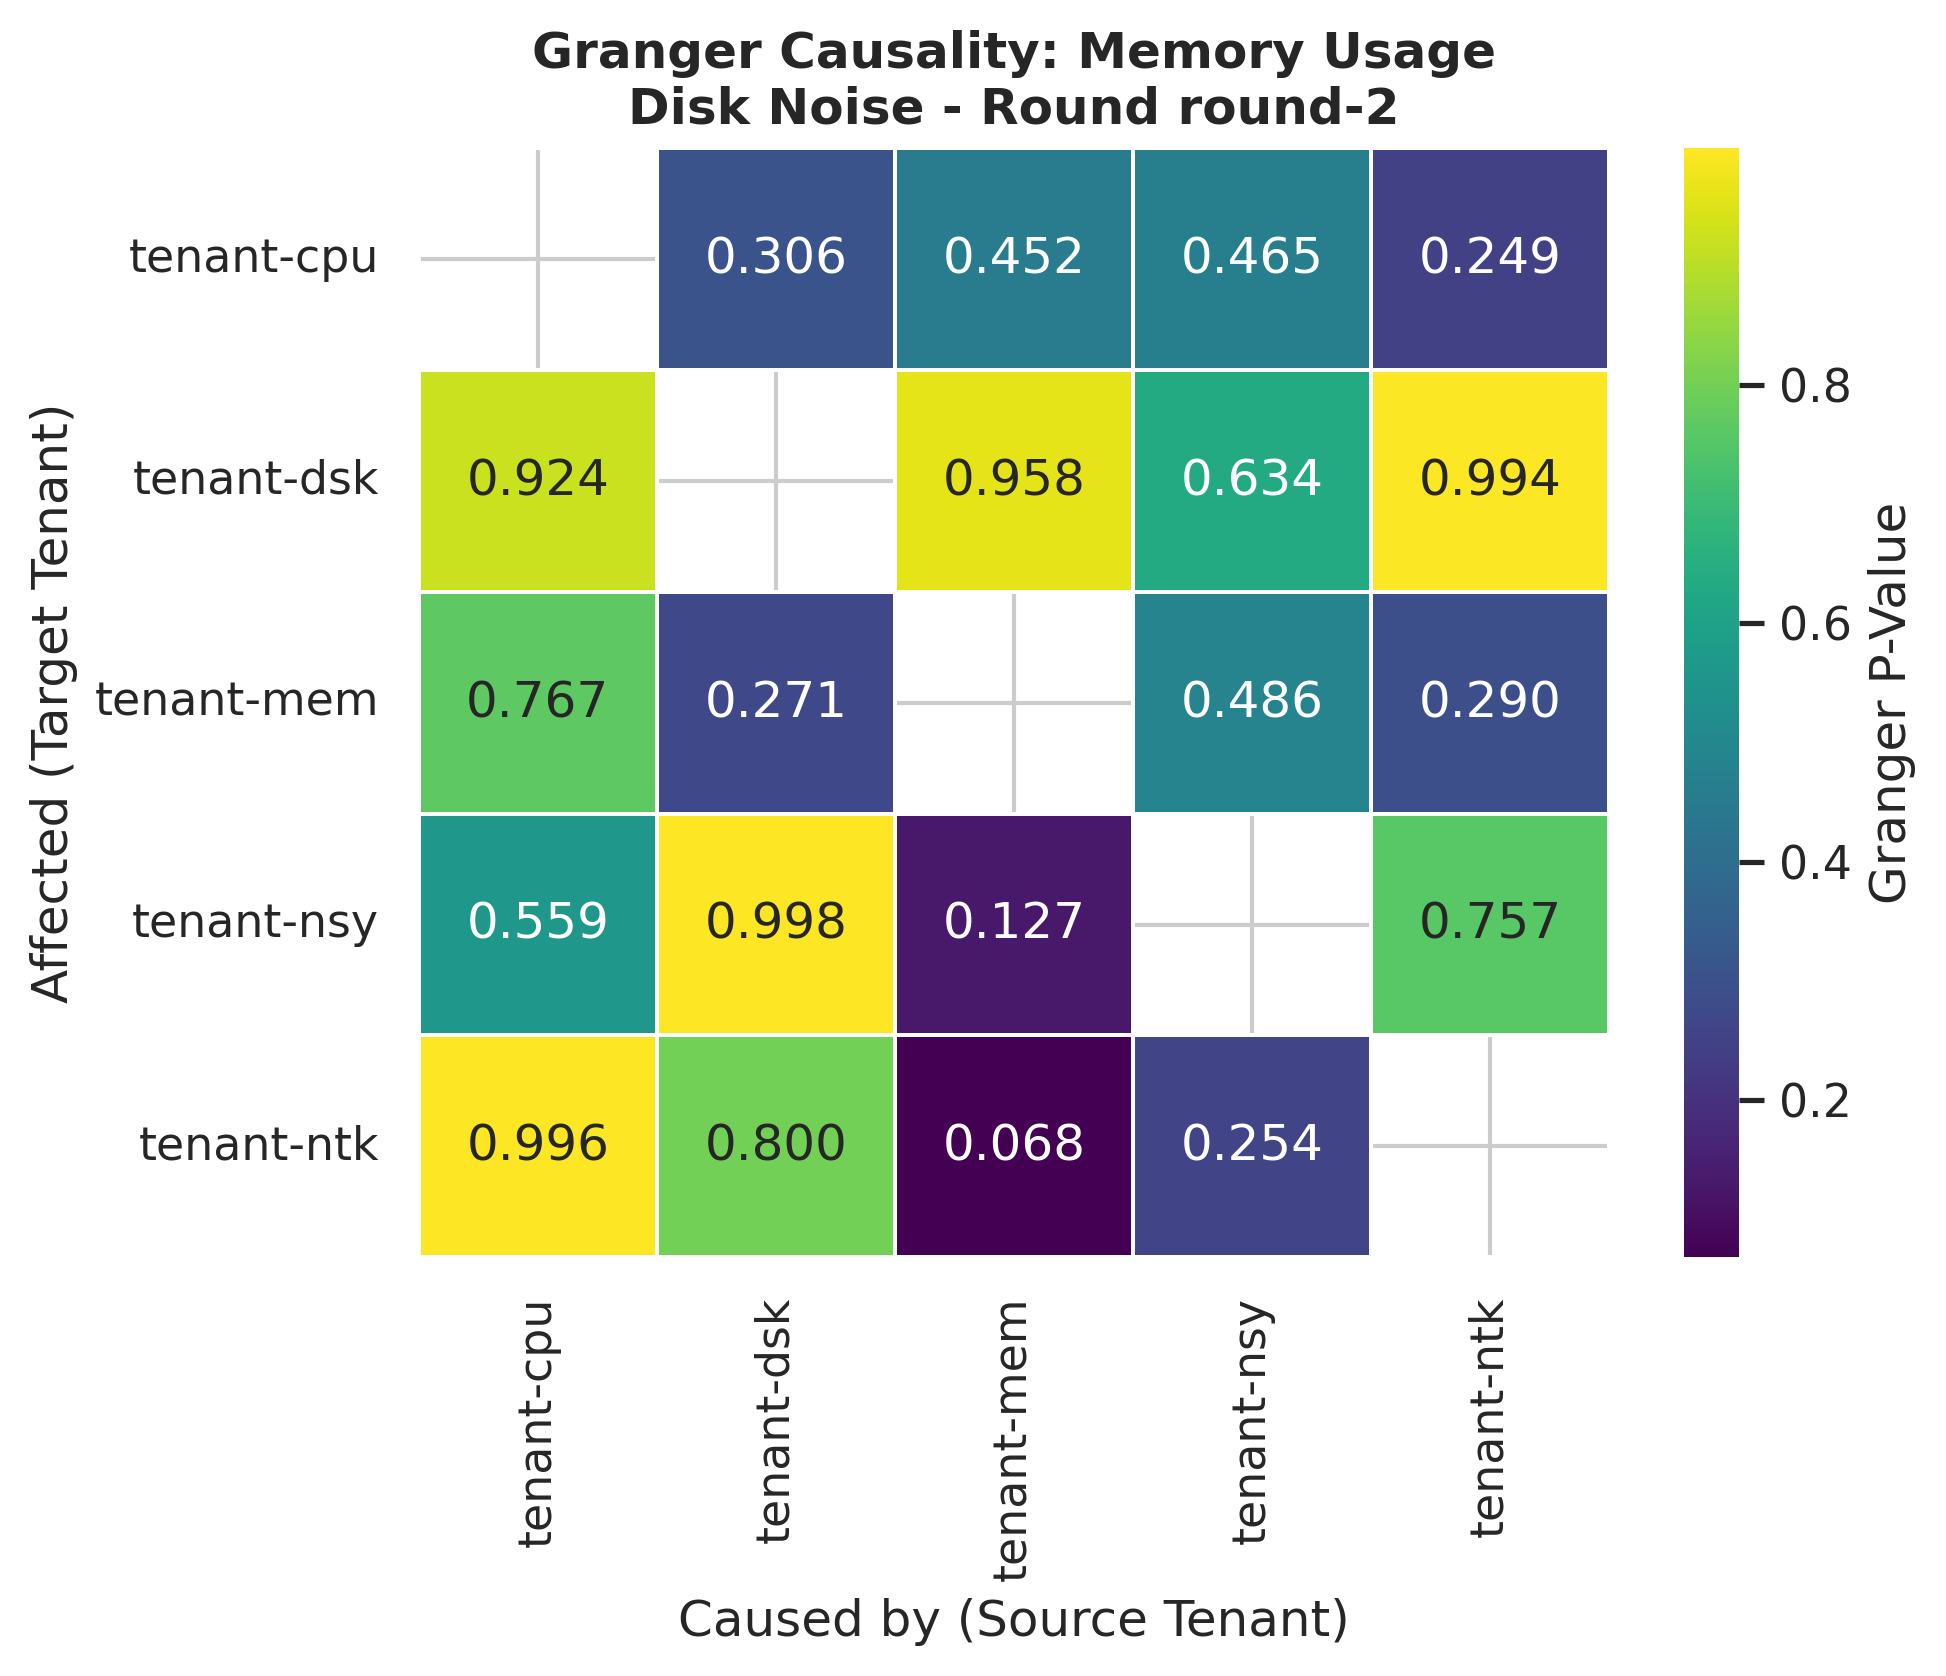 Granger Causality: Memory Usage
Disk Noise - Round round-2
Affected (Target Tenant)
tenant-cpu
0.306 0.452 0.465 0.249
tenant-dsk
0.924 0.958 0.634 0.994
tenant-mem
0.767 0.271 0.486 0.290
tenant-nsy
0.559 0.998 0.127 0.757
tenant-ntk
0.996 0.800 0.068 0.254
tenant-cpu
tenant-dsk
tenant-mem
tenant-nsy
tenant-ntk
Caused by (Source Tenant)
0.8
0.6
0.4
0.2
Granger P-Value